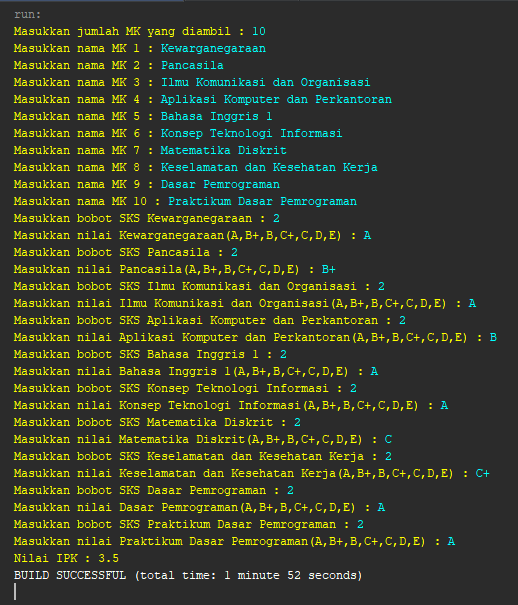 run:
Masukkan jumlah MK yang diambil : 10
Masukkan nama MK 1 : Kewarganegaraan
Masukkan nama MK 2 : Pancasila
Masukkan nama MK 3 : Ilmu Komunikasi dan Organisasi
Masukkan nama MK 4 : Aplikasi Komputer dan Perkantoran
Masukkan nama MK 5 : Bahasa Inggris 1
Masukkan nama MK 6 : Konsep Teknologi Informasi
Masukkan nama MK 7 : Matematika Diskrit
Masukkan nama MK 8 : Keselamatan dan Kesehatan Kerja
Masukkan nama MK 9 : Dasar Pemrograman
Masukkan nama MK 10 : Praktikum Dasar Pemrograman
Masukkan bobot SKS Kewarganegaraan : 2
Masukkan nilai Kewarganegaraan(A,B+,B,C+,C,D,E) : A
Masukkan bobot SKS Pancasila : 2
Masukkan nilai Pancasila(A,B+,B,C+,C,D,E) : B+
Masukkan bobot SKS Ilmu Komunikasi dan Organisasi : 2
Masukkan nilai Ilmu Komunikasi dan Organisasi(A,B+,B,C+,C,D,E) : A
Masukkan bobot SKS Aplikasi Komputer dan Perkantoran : 2
Masukkan nilai Aplikasi Komputer dan Perkantoran(A,B+,B,C+,C,D,E) : B
Masukkan bobot SKS Bahasa Inggris 1 : 2
Masukkan nilai Bahasa Inggris 1(A,B+,B,C+,C,D,E) : A
Masukkan bobot SKS Konsep Teknologi Informasi : 2
Masukkan nilai Konsep Teknologi Informasi(A,B+,B,C+,C,D,E) : A
Masukkan bobot SKS Matematika Diskrit : 2
Masukkan nilai Matematika Diskrit(A,B+,B,C+,C,D,E) : C
Masukkan bobot SKS Keselamatan dan Kesehatan Kerja : 2
Masukkan nilai Keselamatan dan Kesehatan Kerja(A,B+,B,C+,C,D,E) : C+
Masukkan bobot SKS Dasar Pemrograman : 2
Masukkan nilai Dasar Pemrograman(A,B+,B,C+,C,D,E) : A
Masukkan bobot SKS Praktikum Dasar Pemrograman : 2
Masukkan nilai Praktikum Dasar Pemrograman(A,B+,B,C+,C,D,E) : A
Nilai IPK : 3.5
BUILD SUCCESSFUL (total time: 1 minute 52 seconds)